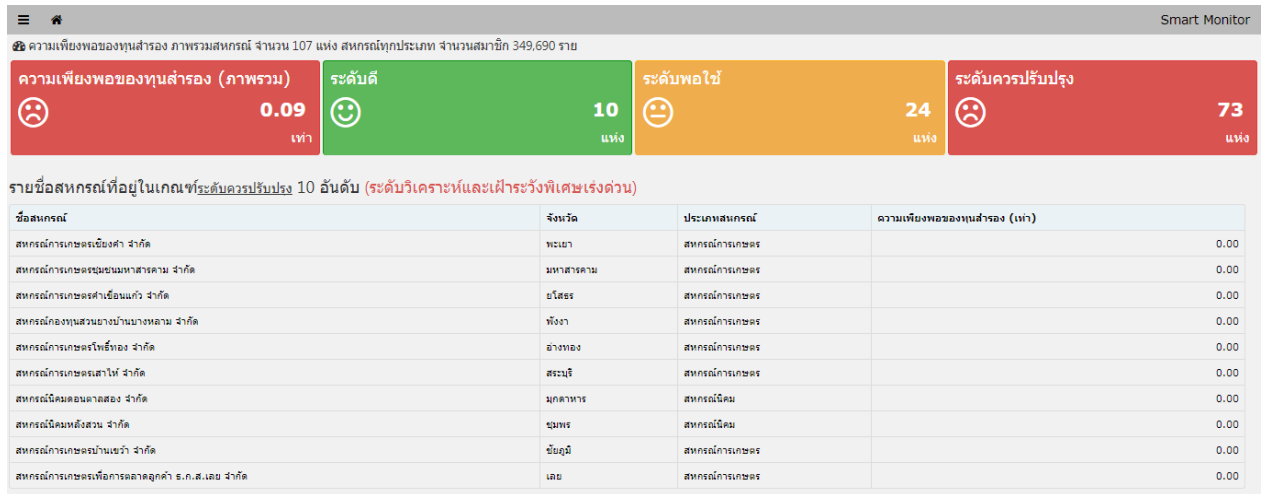 Smart Monitor
ความเพียงพอของทุนสำรอง ภาพรวมสหกรณ์ จำนวน 107 แห่ง สหกรณ์ทุกประเภท จำนวนสมาชิก 349,690 ราย
ความเพียงพอของทุนสำรอง (ภาพรวม)
0.09
เท่า
ระดับดี
10
แห่ง
ระดับพอใช้
24
แห่ง
ระดับควรปรับปรุง
73
แห่ง
รายชื่อสหกรณ์ที่อยู่ในเกณฑ์ระดับควรปรับปรุง 10 อันดับ (ระดับวิเคราะห์และเฝ้าระวังพิเศษเร่งด่วน)
ชื่อสหกรณ์ จังหวัด ประเภทสหกรณ์ ความเพียงพอของทุนสำรอง (เท่า)
สหกรณ์การเกษตรเชียงคำ จำกัด พะเยา สหกรณ์การเกษตร 0.00
สหกรณ์การเกษตรชุมชนมหาสารคาม จำกัด มหาสารคาม สหกรณ์การเกษตร 0.00
สหกรณ์การเกษตรคำเขื่อนแก้ว จำกัด ยโสธร สหกรณ์การเกษตร 0.00
สหกรณ์กองทุนสวนยางบ้านบางหลาม จำกัด พังงา สหกรณ์การเกษตร 0.00
สหกรณ์การเกษตรโพธิ์ทอง จำกัด อ่างทอง สหกรณ์การเกษตร 0.00
สหกรณ์การเกษตรเสาไห้ จำกัด สระบุรี สหกรณ์การเกษตร 0.00
สหกรณ์นิคมดอนตาลสอง จำกัด มุกดาหาร สหกรณ์นิคม 0.00
สหกรณ์นิคมหลังสวน จำกัด ชุมพร สหกรณ์นิคม 0.00
สหกรณ์การเกษตรบ้านเขว้า จำกัด ชัยภูมิ สหกรณ์การเกษตร 0.00
สหกรณ์การเกษตรเพื่อการตลาดลูกค้า ธ.ก.ส.เลย จำกัด เลย สหกรณ์การเกษตร 0.00